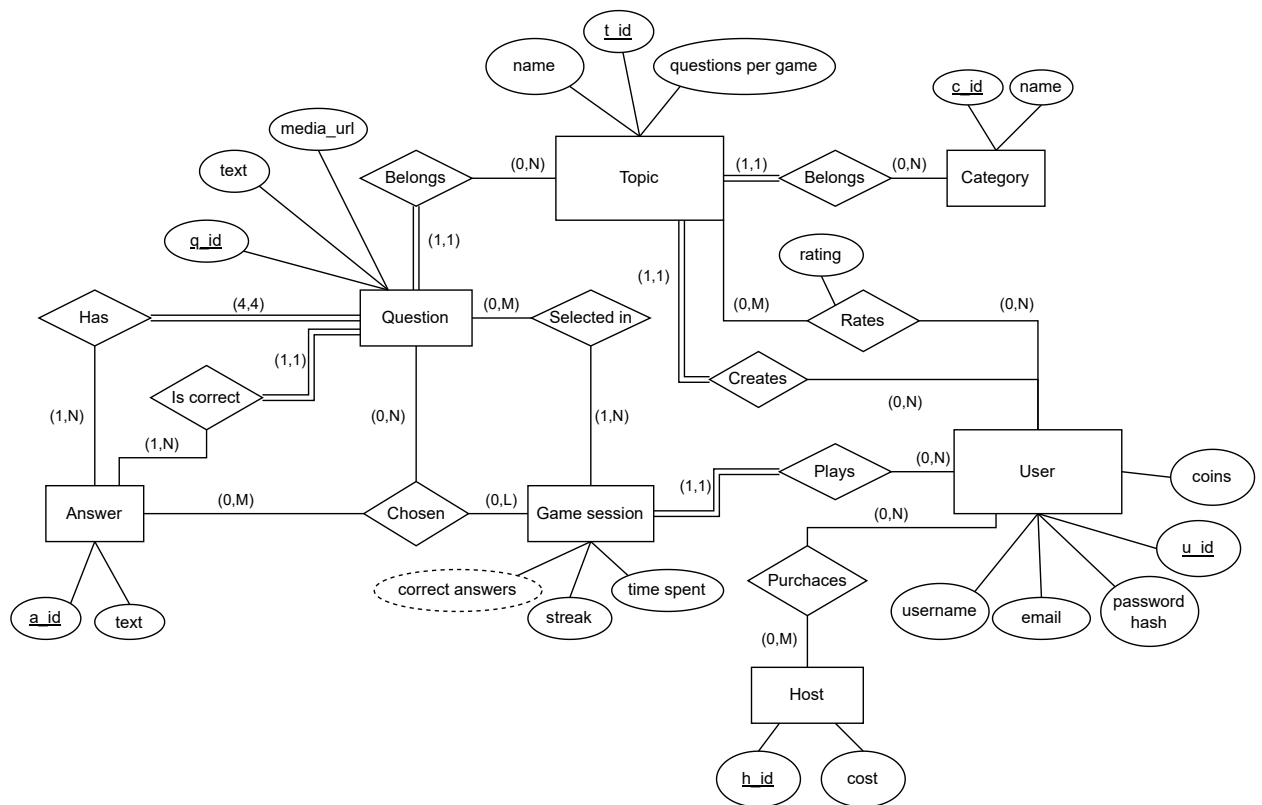 t_id
name
questions per game
c_id
name
media_url
text
q_id
Belongs
(0,N)
Topic
(1,1)
Belongs
(0,N)
Category
(1,1)
rating
(1,1)
Has
(4,4)
Question
(0,M)
Selected in
(0,M)
Rates
(0,N)
(1,1)
Is correct
Creates
(0,N)
(1,N)
(0,N)
(1,N)
(1,N)
Plays
(0,N)
User
coins
(1,1)
Answer
(0,M)
Chosen
(0,L)
Game session
(0,N)
u_id
Purchaces
correct answers
time spent
streak
username
email
password
hash
a_id
text
(0,M)
Host
h_id
cost